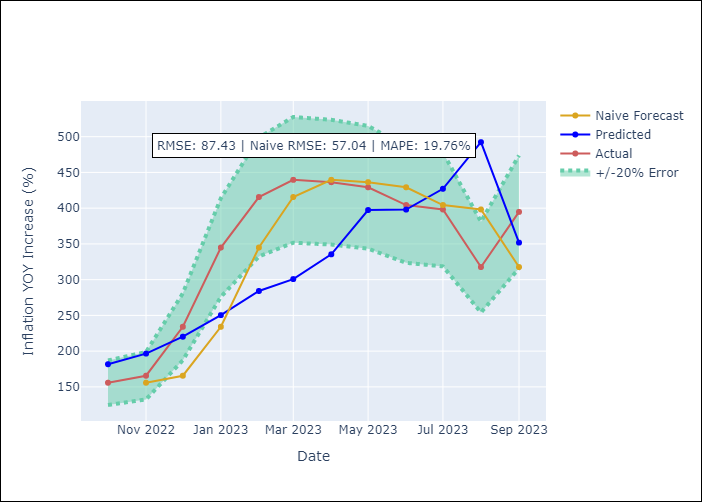 RMSE: 87.43 | Naive RMSE: 57.04 | MAPE: 19.76%
Naive Forecast
Predicted
Actual
+/-20% Error
Inflation YOY Increase (%)
500
450
400
350
300
250
200
150
Nov 2022
Jan 2023
Mar 2023
May 2023
Jul 2023
Sep 2023
Date